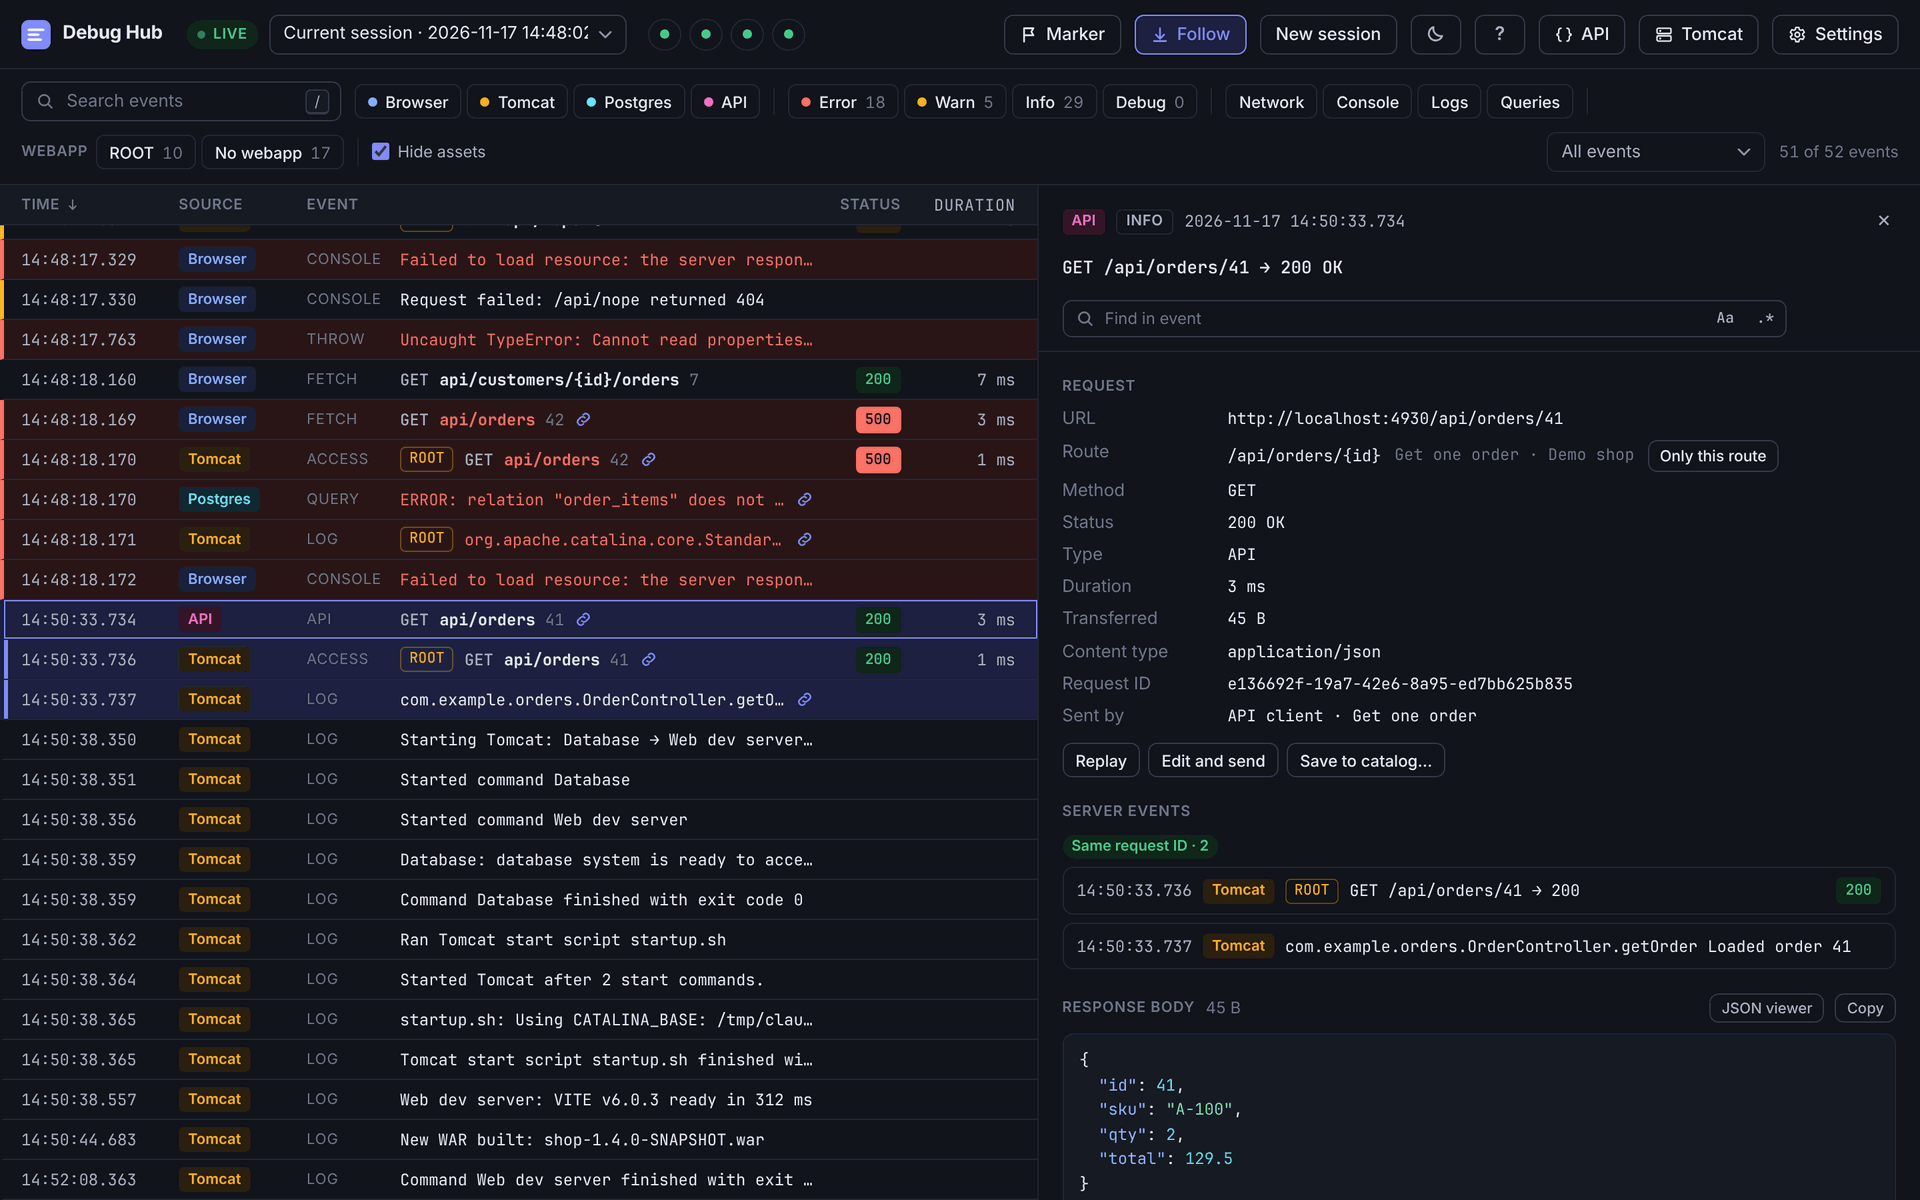 Debug Hub LIVE Current session · 2026-11-17 14:48:02 Marker Follow New session ? {} API Tomcat Settings
Search events / Browser Tomcat Postgres API Error 18 Warn 5 Info 29 Debug 0 Network Console Logs Queries
WEBAPP ROOT 10 No webapp 17 Hide assets All events 51 of 52 events
TIME ↓ SOURCE EVENT STATUS DURATION
14:48:17.329 Browser CONSOLE Failed to load resource: the server respon…
14:48:17.330 Browser CONSOLE Request failed: /api/nope returned 404
14:48:17.763 Browser THROW Uncaught TypeError: Cannot read properties…
14:48:18.160 Browser FETCH GET api/customers/{id}/orders 7 200 7 ms
14:48:18.169 Browser FETCH GET api/orders 42 500 3 ms
14:48:18.170 Tomcat ACCESS ROOT GET api/orders 42 500 1 ms
14:48:18.170 Postgres QUERY ERROR: relation "order_items" does not …
14:48:18.171 Tomcat LOG ROOT org.apache.catalina.core.Standar…
14:48:18.172 Browser CONSOLE Failed to load resource: the server respon…
14:50:33.734 API API GET api/orders 41 200 3 ms
14:50:33.736 Tomcat ACCESS ROOT GET api/orders 41 200 1 ms
14:50:33.737 Tomcat LOG com.example.orders.OrderController.getO…
14:50:38.350 Tomcat LOG Starting Tomcat: Database → Web dev server…
14:50:38.351 Tomcat LOG Started command Database
14:50:38.356 Tomcat LOG Started command Web dev server
14:50:38.359 Tomcat LOG Database: database system is ready to acce…
14:50:38.359 Tomcat LOG Command Database finished with exit code 0
14:50:38.362 Tomcat LOG Ran Tomcat start script startup.sh
14:50:38.364 Tomcat LOG Started Tomcat after 2 start commands.
14:50:38.365 Tomcat LOG startup.sh: Using CATALINA_BASE: /tmp/clau…
14:50:38.365 Tomcat LOG Tomcat start script startup.sh finished wi…
14:50:38.557 Tomcat LOG Web dev server: VITE v6.0.3 ready in 312 ms
14:50:44.683 Tomcat LOG New WAR built: shop-1.4.0-SNAPSHOT.war
14:52:08.363 Tomcat LOG Command Web dev server finished with exit …
API INFO 2026-11-17 14:50:33.734 ×
GET /api/orders/41 → 200 OK
Find in event Aa .*
REQUEST
URL http://localhost:4930/api/orders/41
Route /api/orders/{id} Get one order · Demo shop Only this route
Method GET
Status 200 OK
Type API
Duration 3 ms
Transferred 45 B
Content type application/json
Request ID e136692f-19a7-42e6-8a95-ed7bb625b835
Sent by API client · Get one order
Replay Edit and send Save to catalog…
SERVER EVENTS
Same request ID · 2
14:50:33.736 Tomcat ROOT GET /api/orders/41 → 200 200
14:50:33.737 Tomcat com.example.orders.OrderController.getOrder Loaded order 41
RESPONSE BODY 45 B JSON viewer Copy
{
"id": 41,
"sku": "A-100",
"qty": 2,
"total": 129.5
}